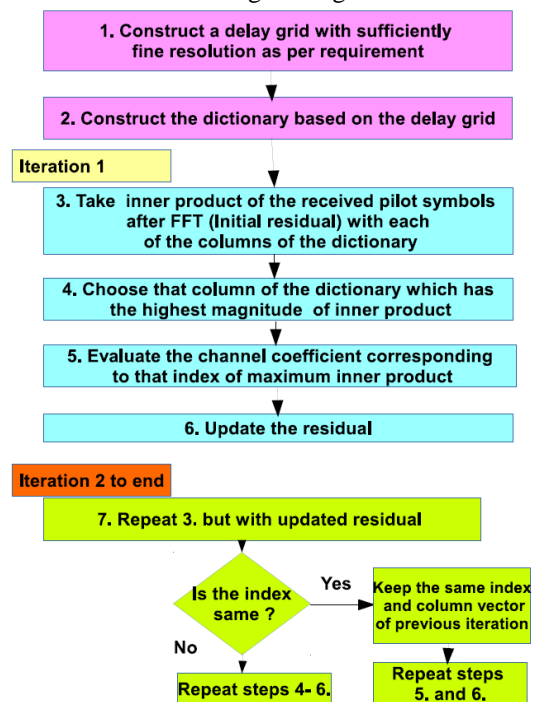 1. Construct a delay grid with sufficiently
fine resolution as per requirement
2. Construct the dictionary based on the delay grid
Iteration 1
3. Take inner product of the received pilot symbols
after FFT (Initial residual) with each
of the columns of the dictionary
4. Choose that column of the dictionary which has
the highest magnitude of inner product
5. Evaluate the channel coefficient corresponding
to that index of maximum inner product
6. Update the residual
Iteration 2 to end
7. Repeat 3. but with updated residual
Is the index
same ?
Yes
Keep the same index
and column vector
of previous iteration
No
Repeat steps 4- 6.
Repeat steps
5. and 6.